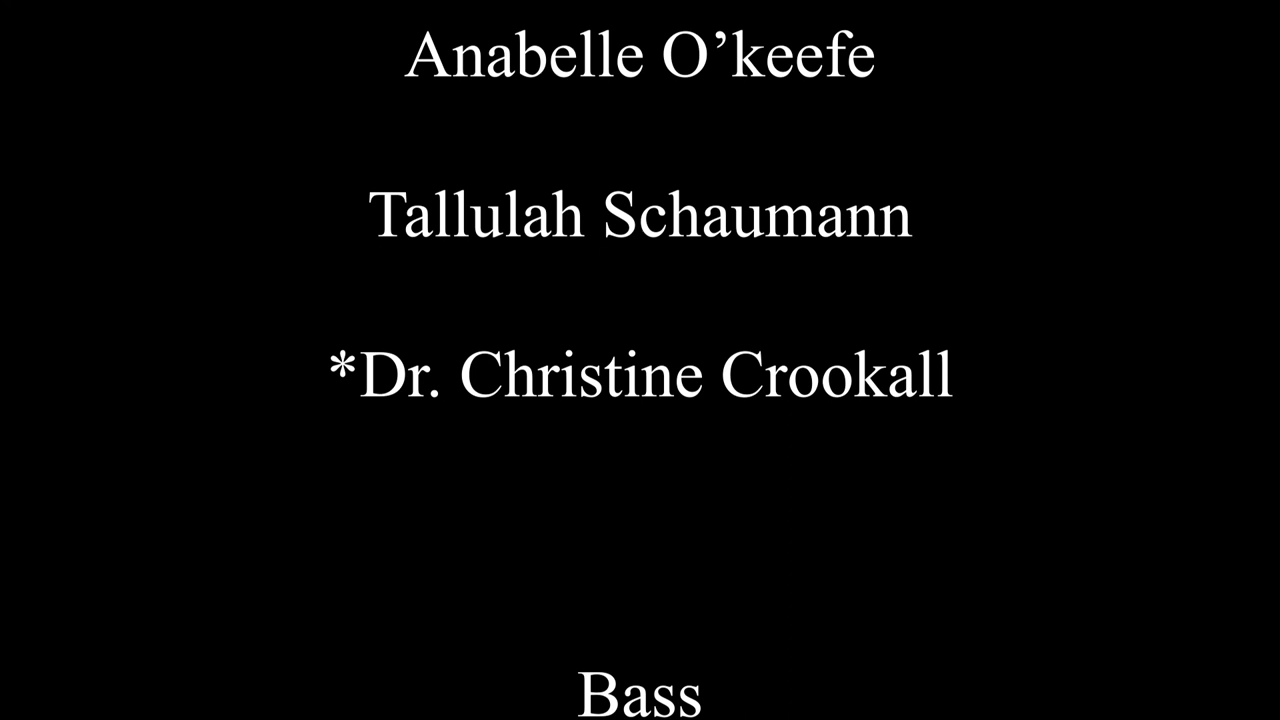 Anabelle O’keefe
Tallulah Schaumann
*Dr. Christine Crookall
Bass